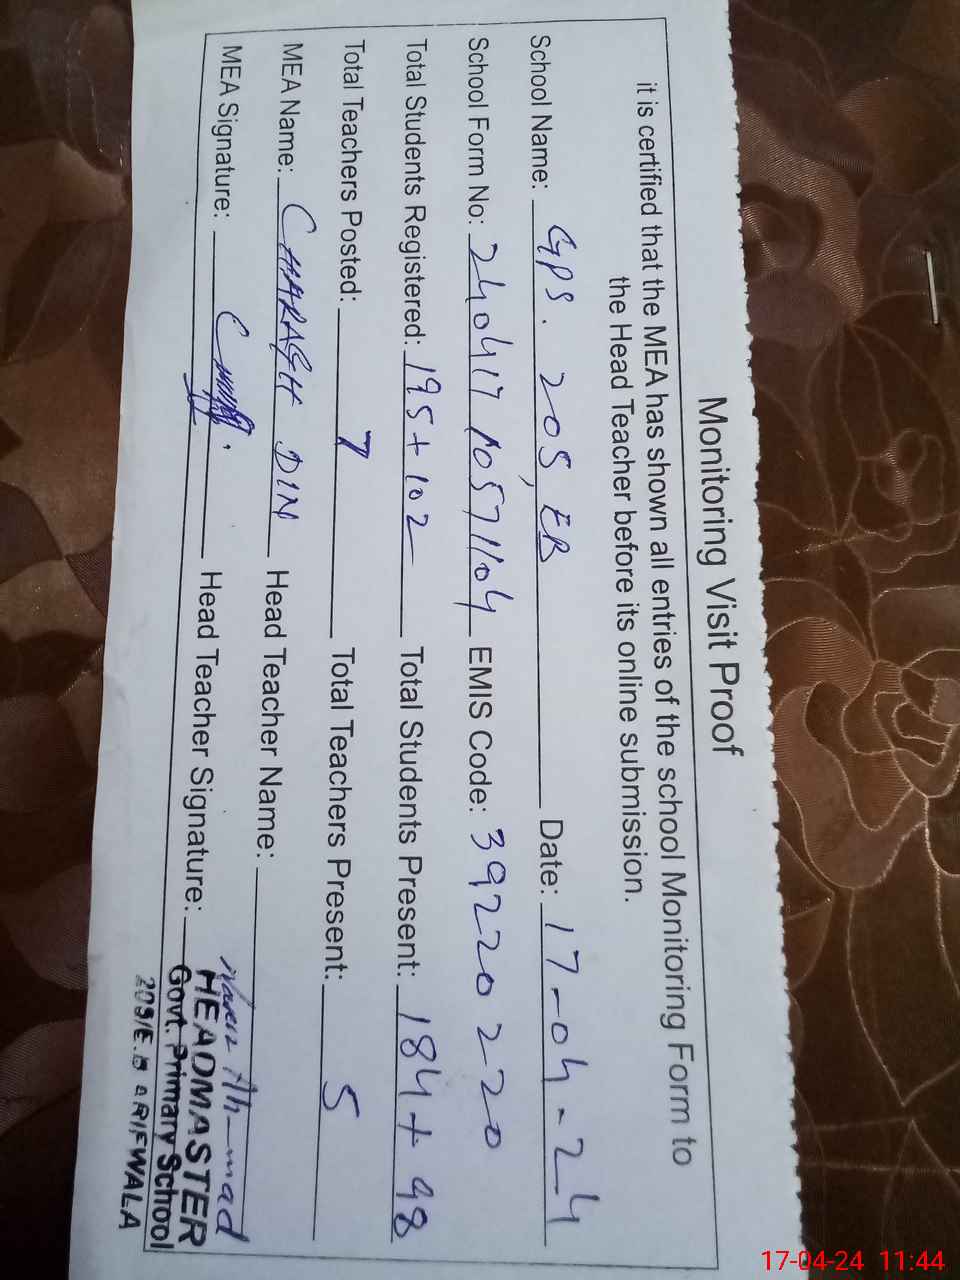 Monitoring Visit Proof
it is certified that the MEA has shown all entries of the school Monitoring Form to
the Head Teacher before its online submission.
School Name: GPS. 205, EB Date: 17-04-24
School Form No: 240417 10571104 EMIS Code: 39220220
Total Students Registered: 195+102 Total Students Present: 184+98
Total Teachers Posted: 7 Total Teachers Present: 5
MEA Name: CHARAGH DIN Head Teacher Name: Ahmad
MEA Signature: Head Teacher Signature:
HEADMASTER
Govt. Primary School
ARIFWALA
17-04-24 11:44